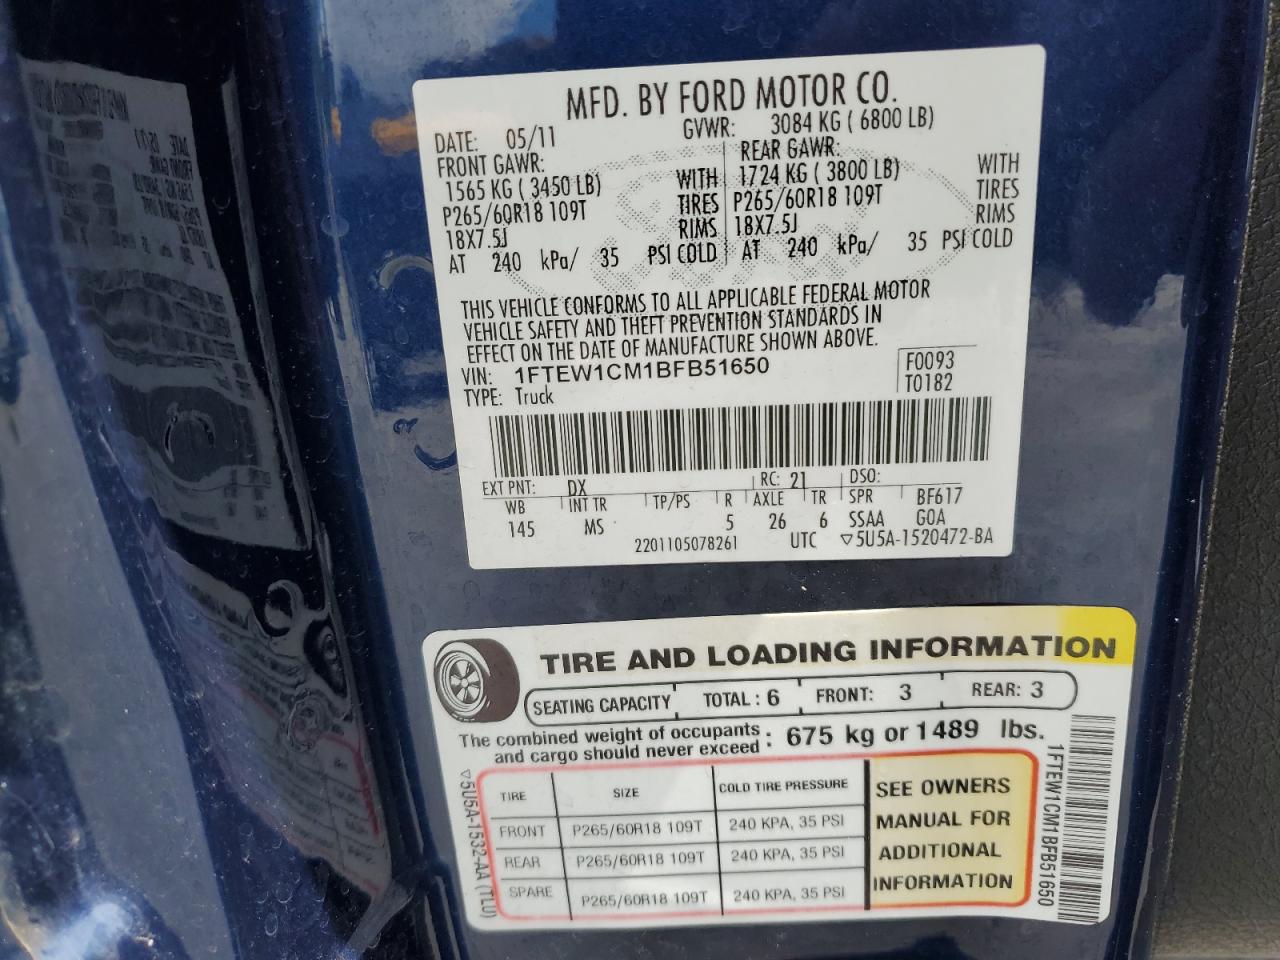 MFD. BY FORD MOTOR CO.
DATE: 05/11 GVWR: 3084 KG ( 6800 LB)
FRONT GAWR: REAR GAWR:
1565 KG ( 3450 LB) WITH 1724 KG ( 3800 LB) WITH
P265/60R18 109T TIRES P265/60R18 109T TIRES
18X7.5J RIMS 18X7.5J RIMS
AT 240 kPa/ 35 PSI COLD AT 240 kPa/ 35 PSI COLD
THIS VEHICLE CONFORMS TO ALL APPLICABLE FEDERAL MOTOR
VEHICLE SAFETY AND THEFT PREVENTION STANDARDS IN
EFFECT ON THE DATE OF MANUFACTURE SHOWN ABOVE.
VIN: 1FTEW1CM1BFB51650 F0093
TYPE: Truck T0182
EXT PNT: DX RC: 21 DSO:
WB INT TR TP/PS R AXLE TR SPR BF617
145 MS 5 26 6 SSAA GOA
2201105078261 UTC ▽5U5A-1520472-BA
TIRE AND LOADING INFORMATION
SEATING CAPACITY TOTAL : 6 FRONT: 3 REAR: 3
The combined weight of occupants
and cargo should never exceed : 675 kg or 1489 lbs.
TIRE SIZE COLD TIRE PRESSURE
FRONT P265/60R18 109T 240 KPA, 35 PSI
REAR P265/60R18 109T 240 KPA, 35 PSI
SPARE P265/60R18 109T 240 KPA, 35 PSI
SEE OWNERS
MANUAL FOR
ADDITIONAL
INFORMATION
▽5U5A-1532-AA (TLU)
1FTEW1CM1BFB51650